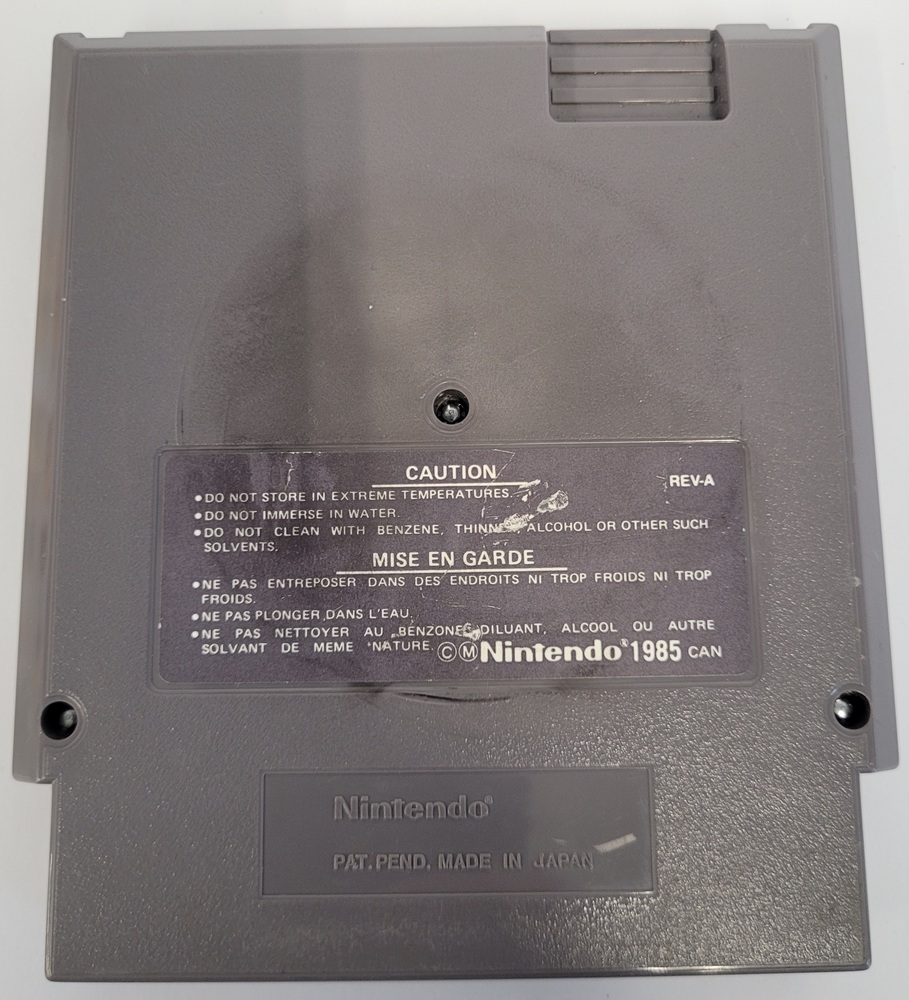 CAUTION
REV-A
•DO NOT STORE IN EXTREME TEMPERATURES.
•DO NOT IMMERSE IN WATER.
•DO NOT CLEAN WITH BENZENE, ALCOHOL OR OTHER SUCH
SOLVENTS.
MISE EN GARDE
•NE PAS ENTREPOSER DANS DES ENDROITS NI TROP FROIDS NI TROP
FROIDS.
•NE PAS PLONGER DANS L'EAU.
•NE PAS NETTOYER AU BENZONE, DILUANT, ALCOOL OU AUTRE
SOLVANT DE MEME NATURE.
©Ⓜ Nintendo® 1985 CAN
Nintendo®
PAT. PEND. MADE IN JAPAN